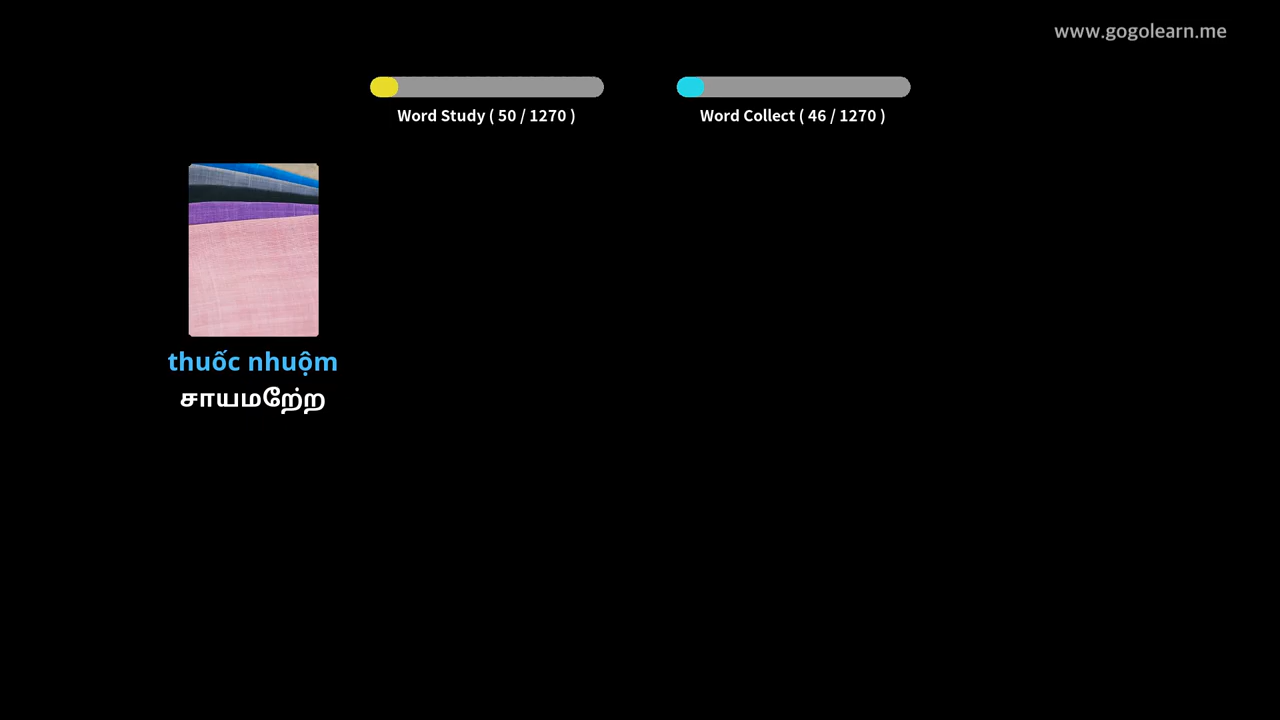 www.gogolearn.me
Word Study ( 50 / 1270 )
Word Collect ( 46 / 1270 )
thuốc nhuộm
சாயமறே்ற